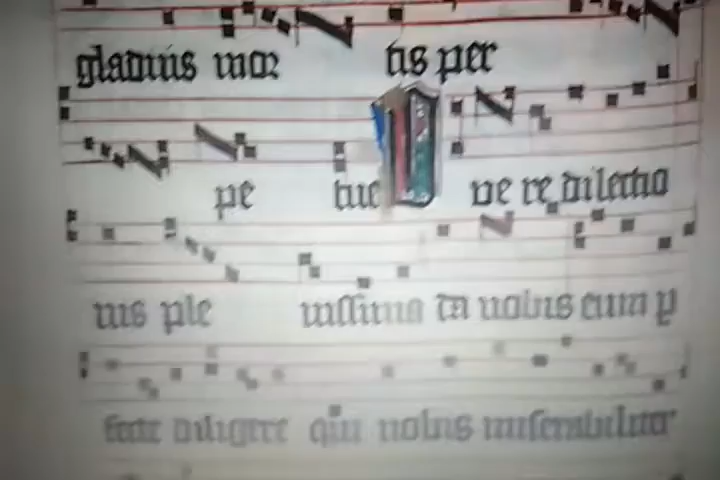 gladius mor tis per
pe tue U ve re dilectio
nis ple nissima da nobis eum p
fecte diligere qui nobis miserabiliter